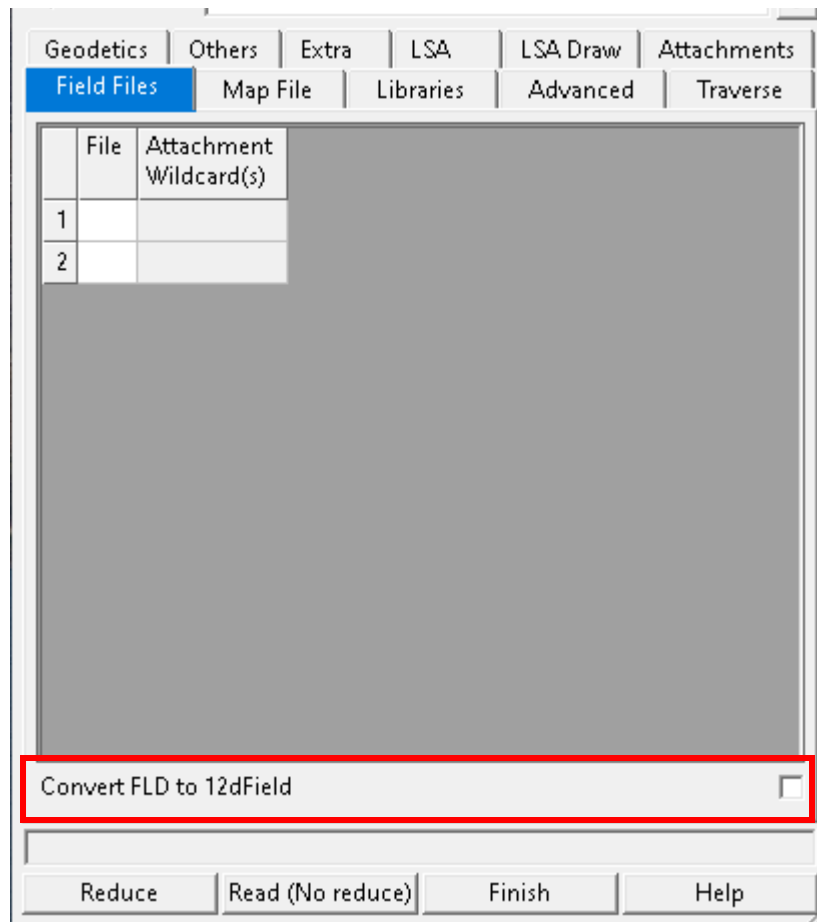 Geodetics Others Extra LSA LSA Draw Attachments
Field Files Map File Libraries Advanced Traverse
File Attachment
Wildcard(s)
1
2
Convert FLD to 12dField
Reduce Read (No reduce) Finish Help